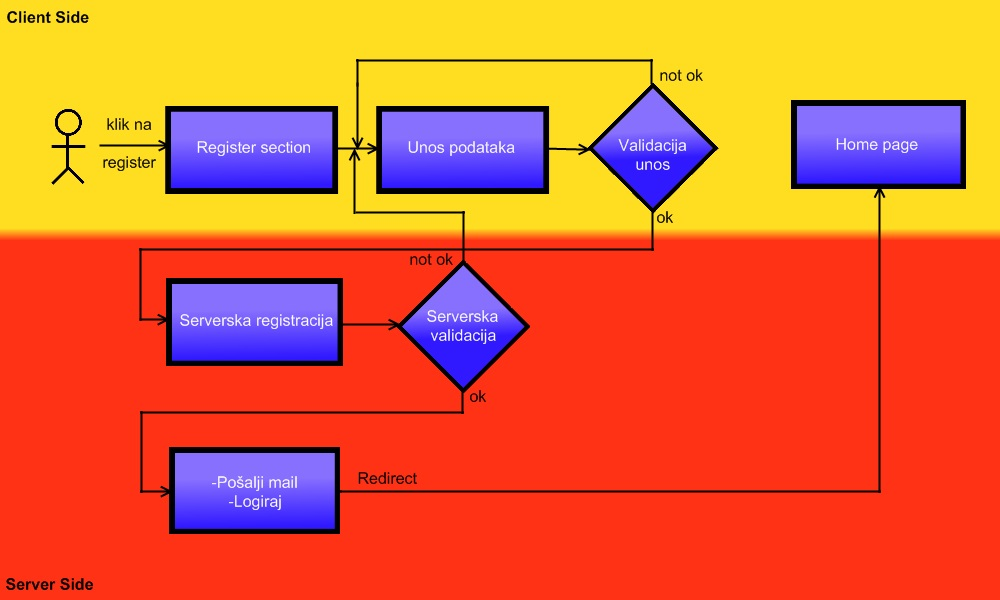 Client Side
not ok
klik na
register
Register section
Unos podataka
Validacija
unos
Home page
ok
not ok
Serverska registracija
Serverska
validacija
ok
-Pošalji mail
-Logiraj
Redirect
Server Side